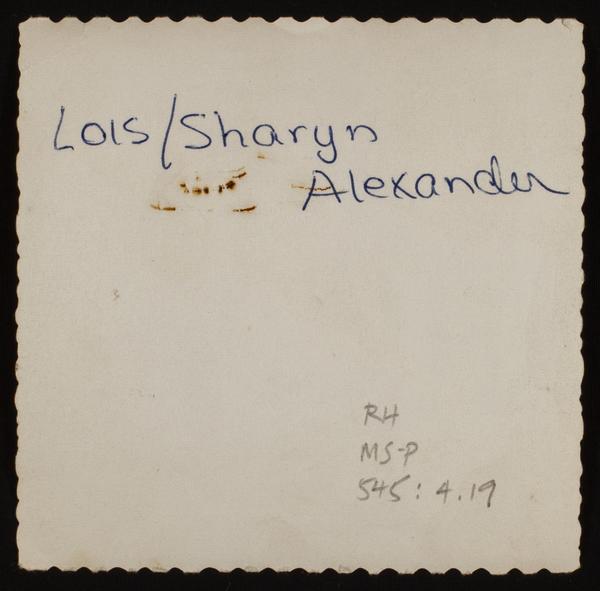 Lois/Sharyn
Alexander
RH
MS-P
545: 4.19